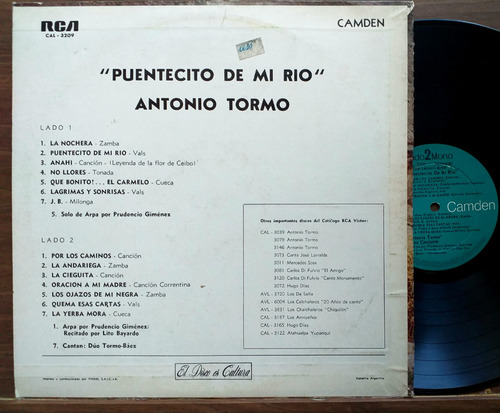 RCA
CAL - 3209
CAMDEN
"PUENTECITO DE MI RIO"
ANTONIO TORMO
LADO 1
1. LA NOCHERA - Zamba
2. PUENTECITO DE MI RIO - Vals
3. ANAHI - Canción - (Leyenda de la flor de Ceibo)
4. NO LLORES - Tonada
5. QUE BONITO!... EL CARMELO - Cueca
6. LAGRIMAS Y SONRISAS - Vals
7. J. B. - Milonga
5. Solo de Arpa por Prudencio Giménez
LADO 2
1. POR LOS CAMINOS - Canción
2. LA ANDARIEGA - Zamba
3. LA CIEGUITA - Canción
4. ORACION A MI MADRE - Canción Correntina
5. LOS OJAZOS DE MI NEGRA - Zamba
6. QUEMA ESAS CARTAS - Vals
7. LA YERBA MORA - Cueca
1. Arpa por Prudencio Giménez;
Recitado por Lito Bayardo
7. Cantan: Dúo Tormo-Báez
Otros importantes discos del Catálogo RCA Victor:
CAL - 3039 Antonio Tormo
3079 Antonio Tormo
3146 Antonio Tormo
3073 Canta José Larralde
3011 Mercedes Sosa
3081 Carlos Di Fulvio "El Arriego"
3120 Carlos Di Fulvio "Canto Monumento"
3072 Hugo Díaz
AVL - 3720 Los De Salta
AVL - 6004 Los Calchakeros "20 Años de canto"
AVL - 3831 Los Chalchaleros "Chiquilín"
CAL - 3187 Los Arroyeños
CAL - 3165 Hugo Díaz
CAL - 3122 Atahualpa Yupanqui
El Disco es Cultura
Industria Argentina
2 Mono
Camden